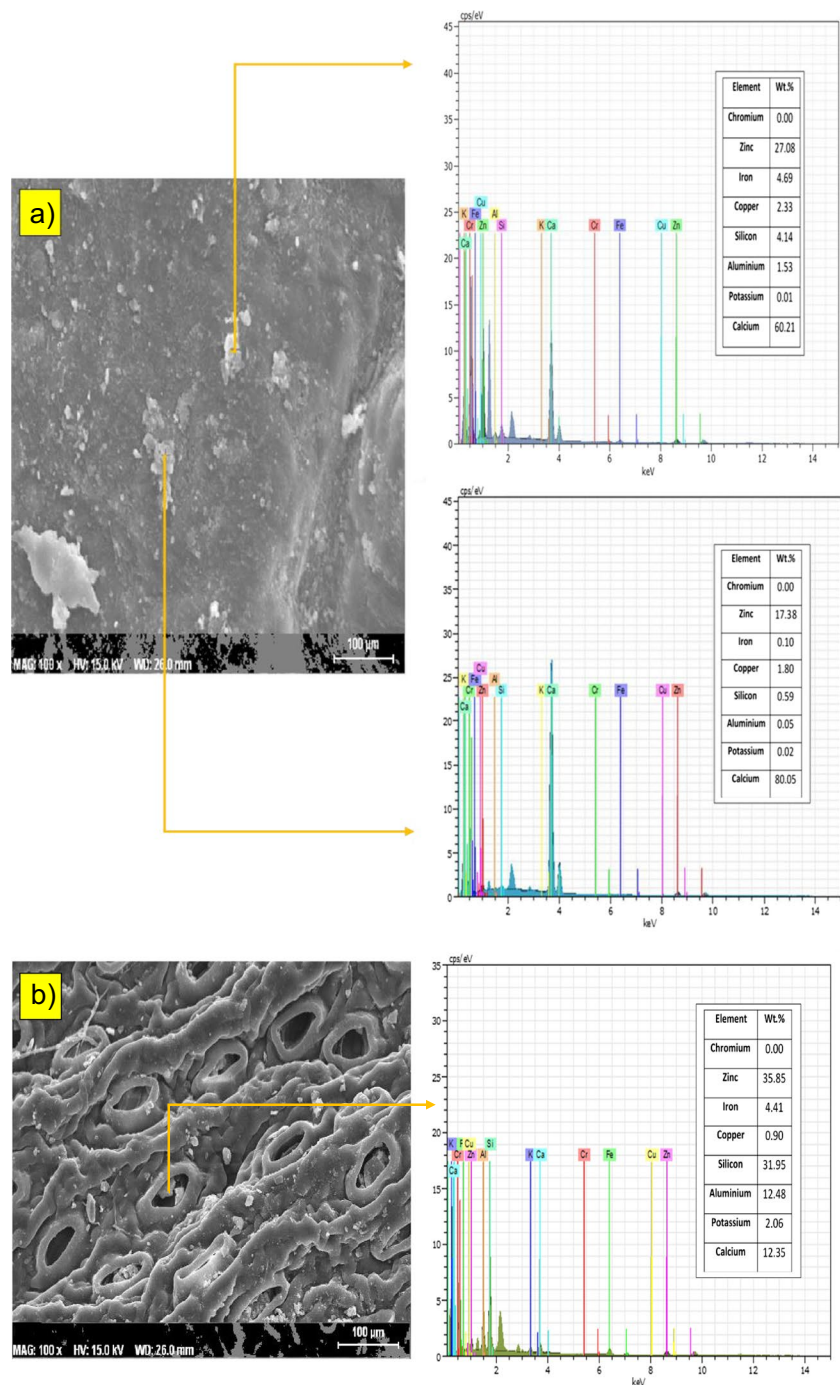 a)
MAG: 100 x HV: 15.0 kV WD: 26.0 mm
100 µm
cps/eV
45
40
35
30
25
20
15
10
5
0
Cu
K Fe Al
Cr Zn Si K Ca Cr Fe Cu Zn
Ca
2 4 6 8 10 12 14
keV
Element Wt.%
Chromium 0.00
Zinc 27.08
Iron 4.69
Copper 2.33
Silicon 4.14
Aluminium 1.53
Potassium 0.01
Calcium 60.21
cps/eV
45
40
35
30
25
20
15
10
5
0
Cu
K Fe Al
Cr Zn Si K Ca Cr Fe Cu Zn
Ca
2 4 6 8 10 12 14
keV
Element Wt.%
Chromium 0.00
Zinc 17.38
Iron 0.10
Copper 1.80
Silicon 0.59
Aluminium 0.05
Potassium 0.02
Calcium 80.05
b)
MAG: 100 x HV: 15.0 kV WD: 26.0 mm
100 µm
cps/eV
35
30
25
20
15
10
5
0
K F Cu Si
Cr Zn Al K Ca Cr Fe Cu Zn
Ca
2 4 6 8 10 12 14
keV
Element Wt.%
Chromium 0.00
Zinc 35.85
Iron 4.41
Copper 0.90
Silicon 31.95
Aluminium 12.48
Potassium 2.06
Calcium 12.35